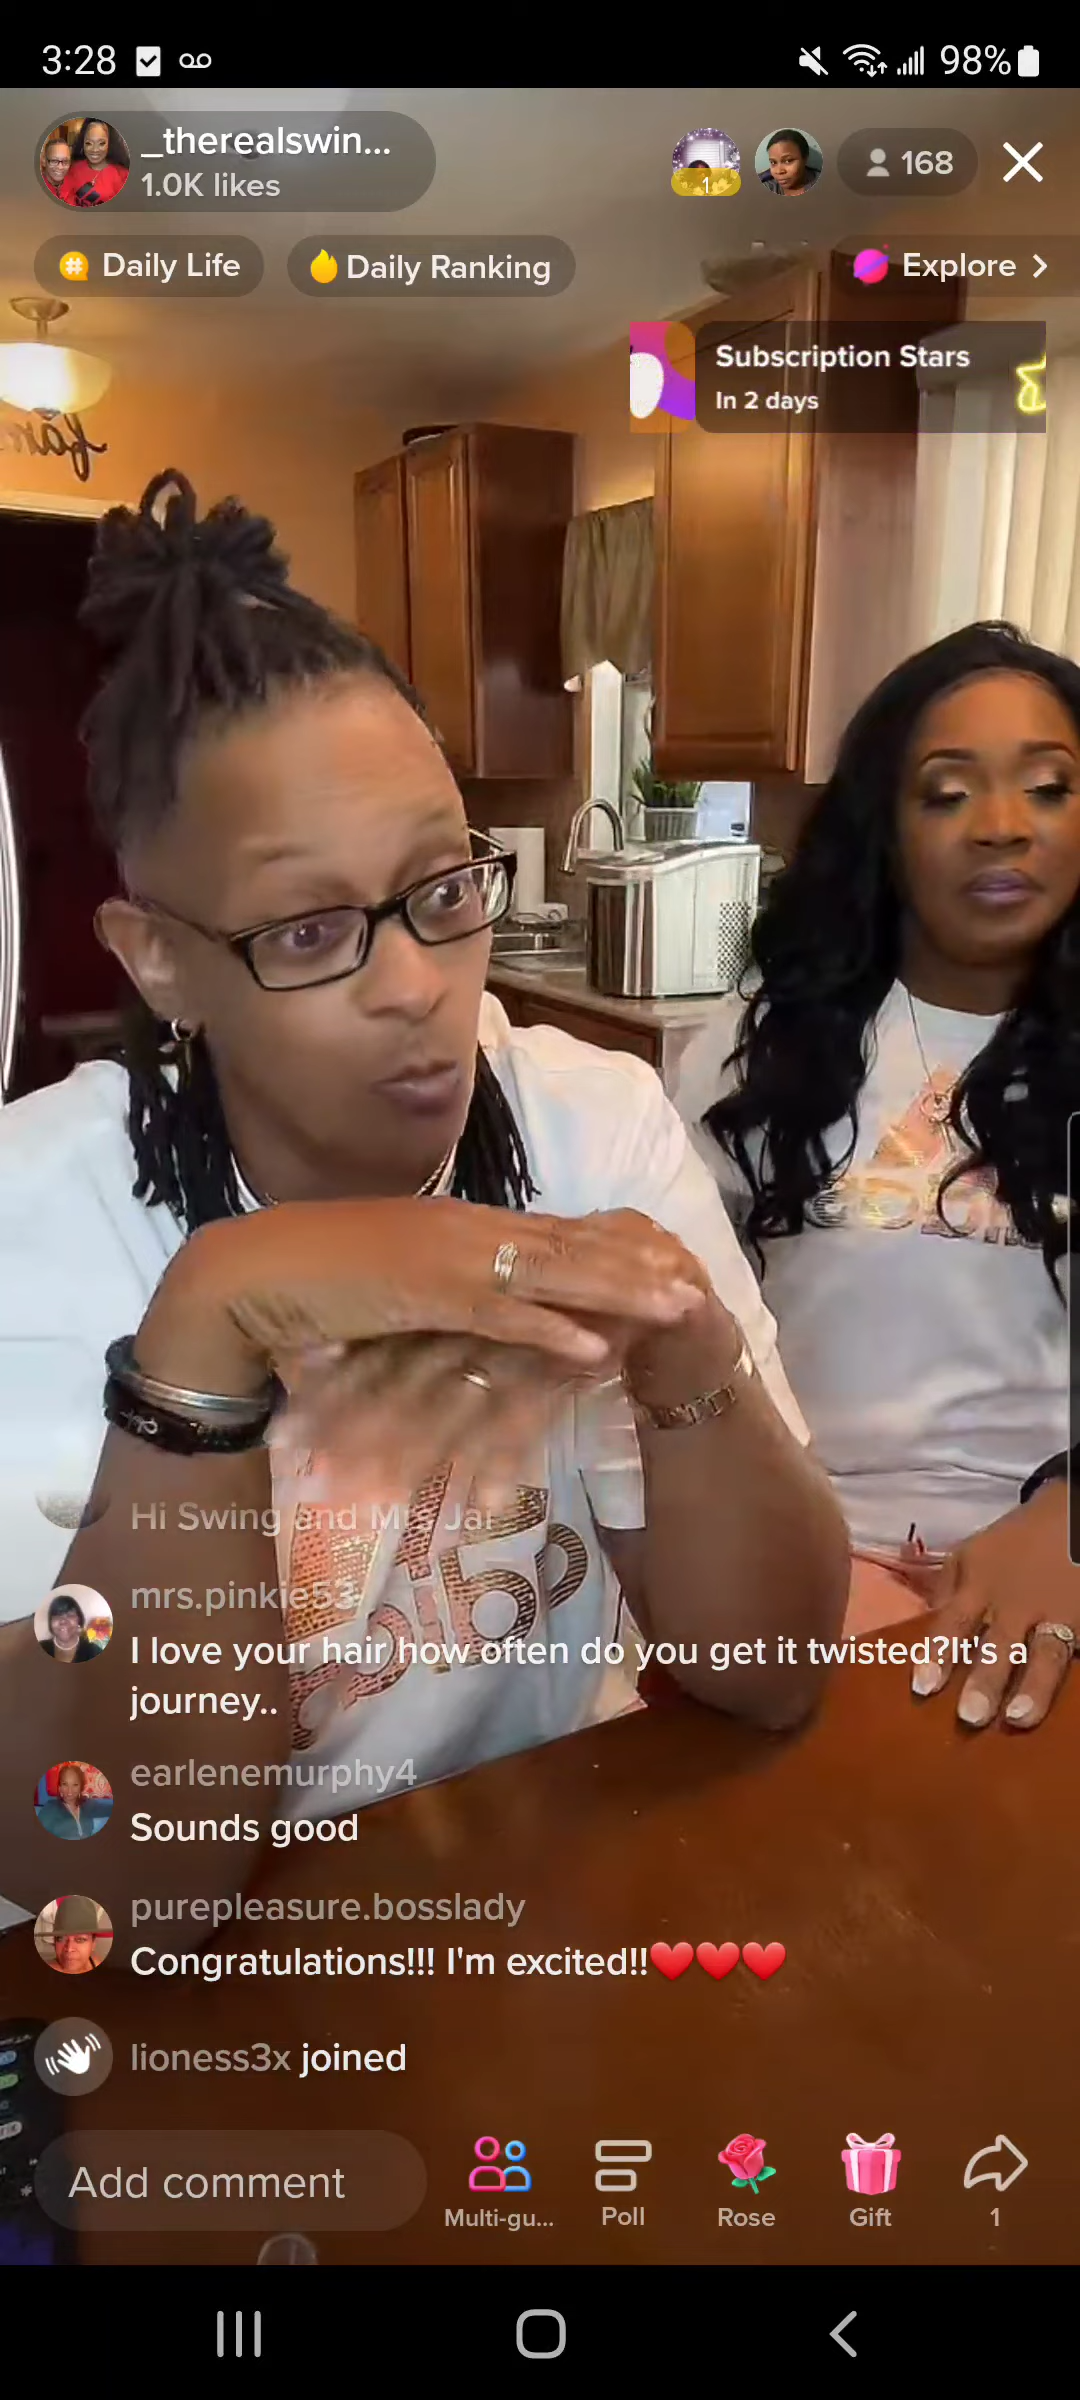 3:28
98%
_therealswin...
1.0K likes
1
168
Daily Life
Daily Ranking
Explore >
Subscription Stars
In 2 days
Hi Swing and Mrs Jai
mrs.pinkie53
I love your hair how often do you get it twisted?It's a
journey..
earlenemurphy4
Sounds good
purepleasure.bosslady
Congratulations!!! I'm excited!!❤️❤️❤️
lioness3x joined
Add comment
Multi-gu...
Poll
Rose
Gift
1